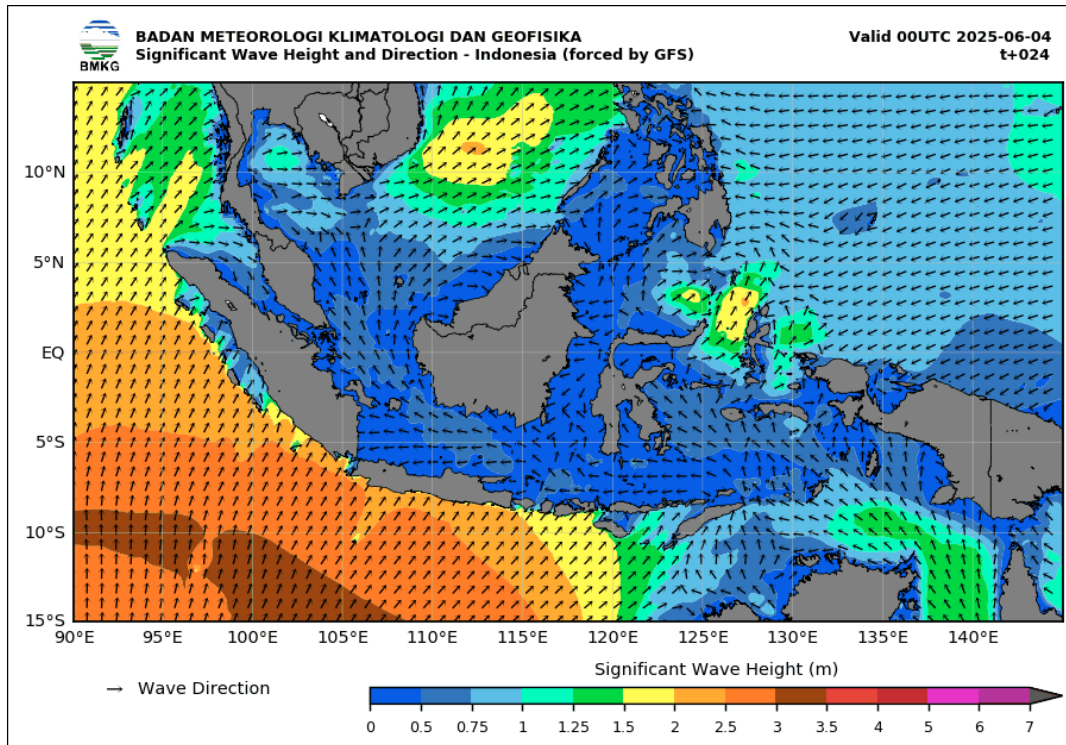 BADAN METEOROLOGI KLIMATOLOGI DAN GEOFISIKA
Significant Wave Height and Direction - Indonesia (forced by GFS)
Valid 00UTC 2025-06-04
t+024
BMKG
10°N
5°N
EQ
5°S
10°S
15°S
90°E 95°E 100°E 105°E 110°E 115°E 120°E 125°E 130°E 135°E 140°E
Significant Wave Height (m)
→ Wave Direction
0 0.5 0.75 1 1.25 1.5 2 2.5 3 3.5 4 5 6 7